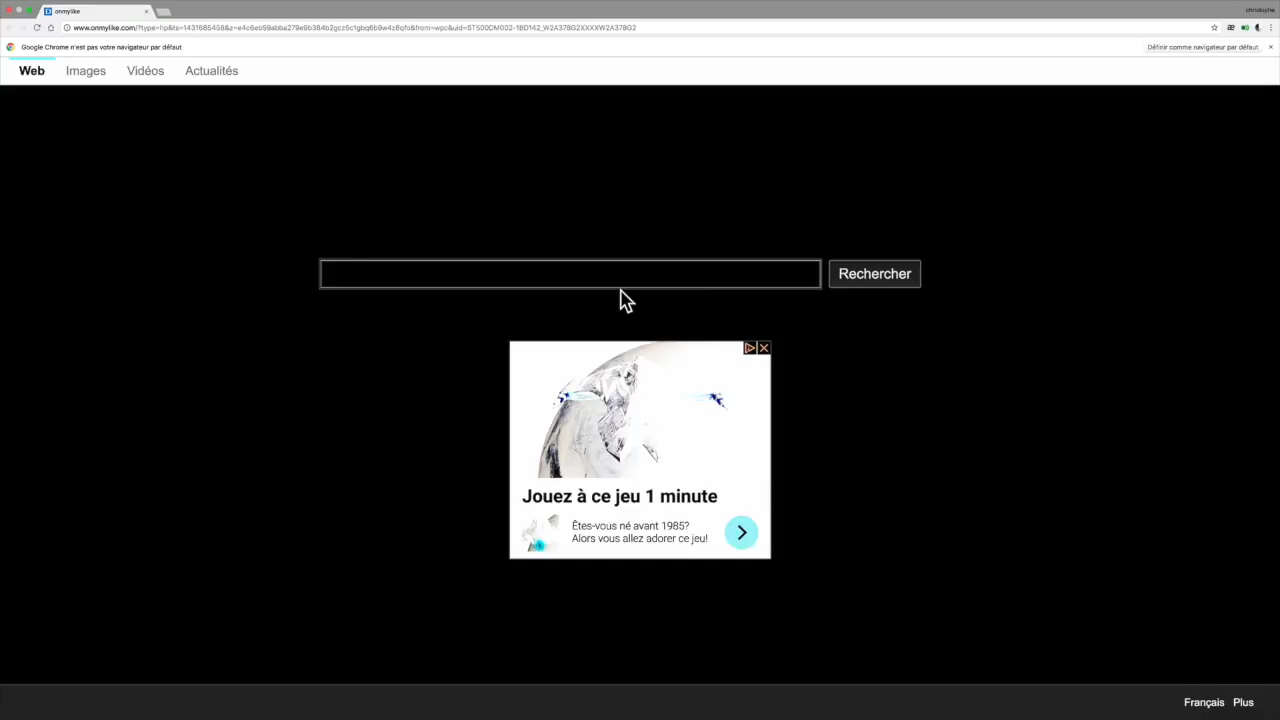 onmylike
christophe
www.onmylike.com/?type=hp&ts=1431685458&z=e4c6eb59abba279e9b384b2gcz5c1gbq6b9w4z8qfo&from=wpc&uid=ST500DM002-1BD142_W2A378G2XXXXW2A378G2
Google Chrome n'est pas votre navigateur par défaut
Définir comme navigateur par défaut
Web Images Vidéos Actualités
Rechercher
Jouez à ce jeu 1 minute
Êtes-vous né avant 1985?
Alors vous allez adorer ce jeu!
Français Plus